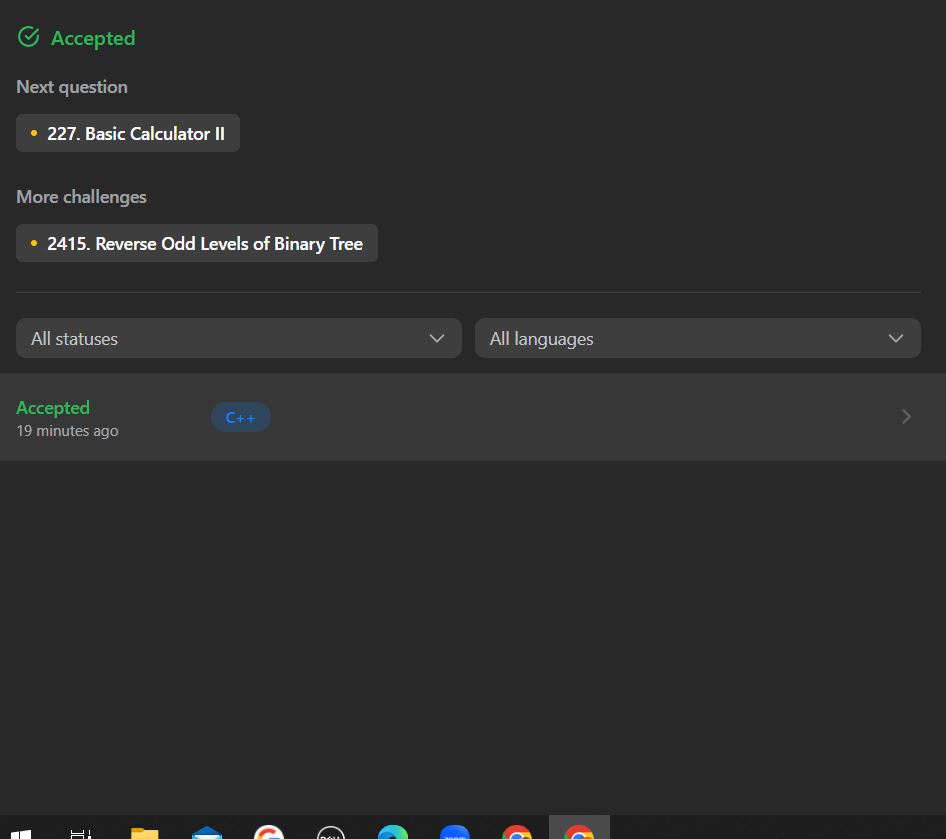 Accepted
Next question
227. Basic Calculator II
More challenges
2415. Reverse Odd Levels of Binary Tree
All statuses
All languages
Accepted
C++
19 minutes ago